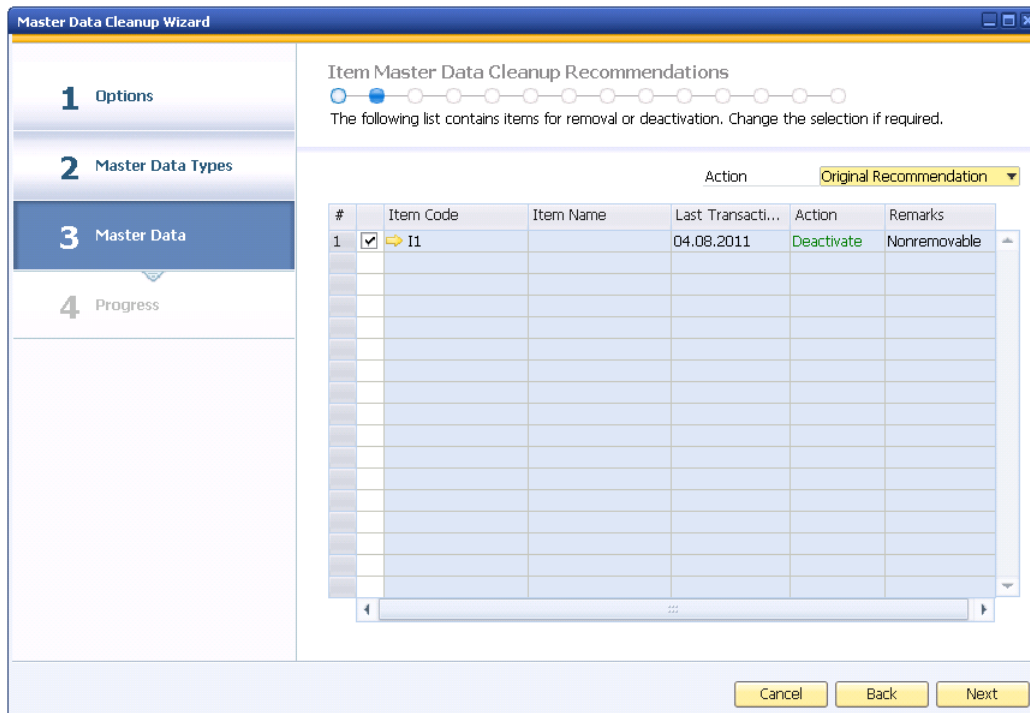 Master Data Cleanup Wizard
1 Options
2 Master Data Types
3 Master Data
4 Progress
Item Master Data Cleanup Recommendations
The following list contains items for removal or deactivation. Change the selection if required.
Action Original Recommendation
# Item Code Item Name Last Transacti... Action Remarks
1 I1 04.08.2011 Deactivate Nonremovable
Cancel Back Next